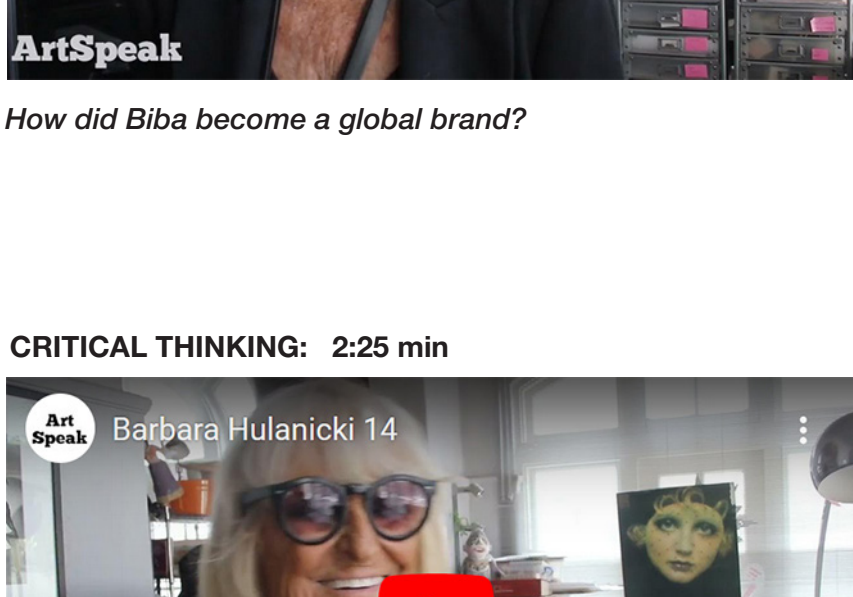 ArtSpeak
How did Biba become a global brand?
CRITICAL THINKING: 2:25 min
Art
Speak
Barbara Hulanicki 14